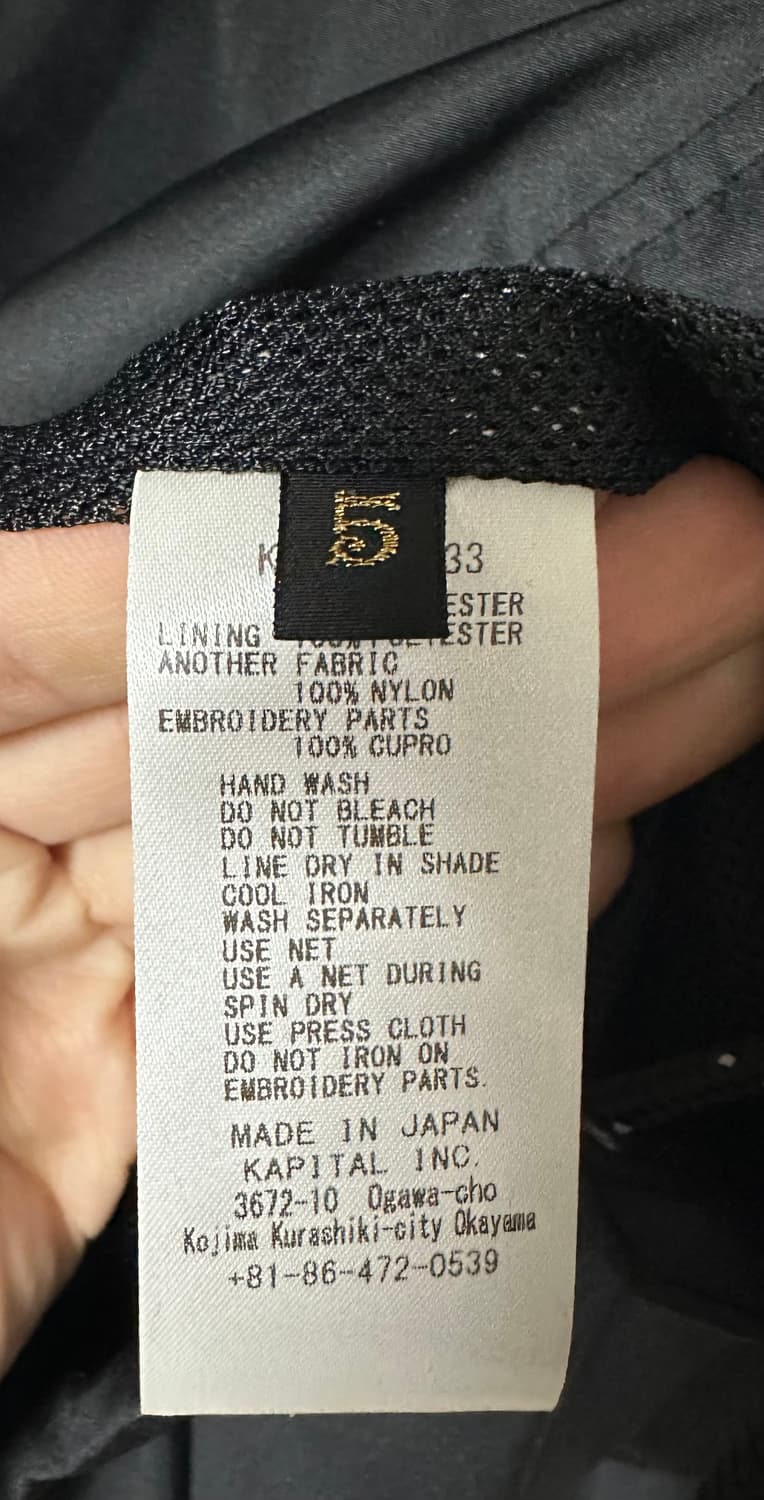 5
K 33
ESTER
LINING 100% POLYESTER
ANOTHER FABRIC
100% NYLON
EMBROIDERY PARTS
100% CUPRO
HAND WASH
DO NOT BLEACH
DO NOT TUMBLE
LINE DRY IN SHADE
COOL IRON
WASH SEPARATELY
USE NET
USE A NET DURING
SPIN DRY
USE PRESS CLOTH
DO NOT IRON ON
EMBROIDERY PARTS.
MADE IN JAPAN
KAPITAL INC.
3672-10 Ogawa-cho
Kojima Kurashiki-city Okayama
+81-86-472-0539